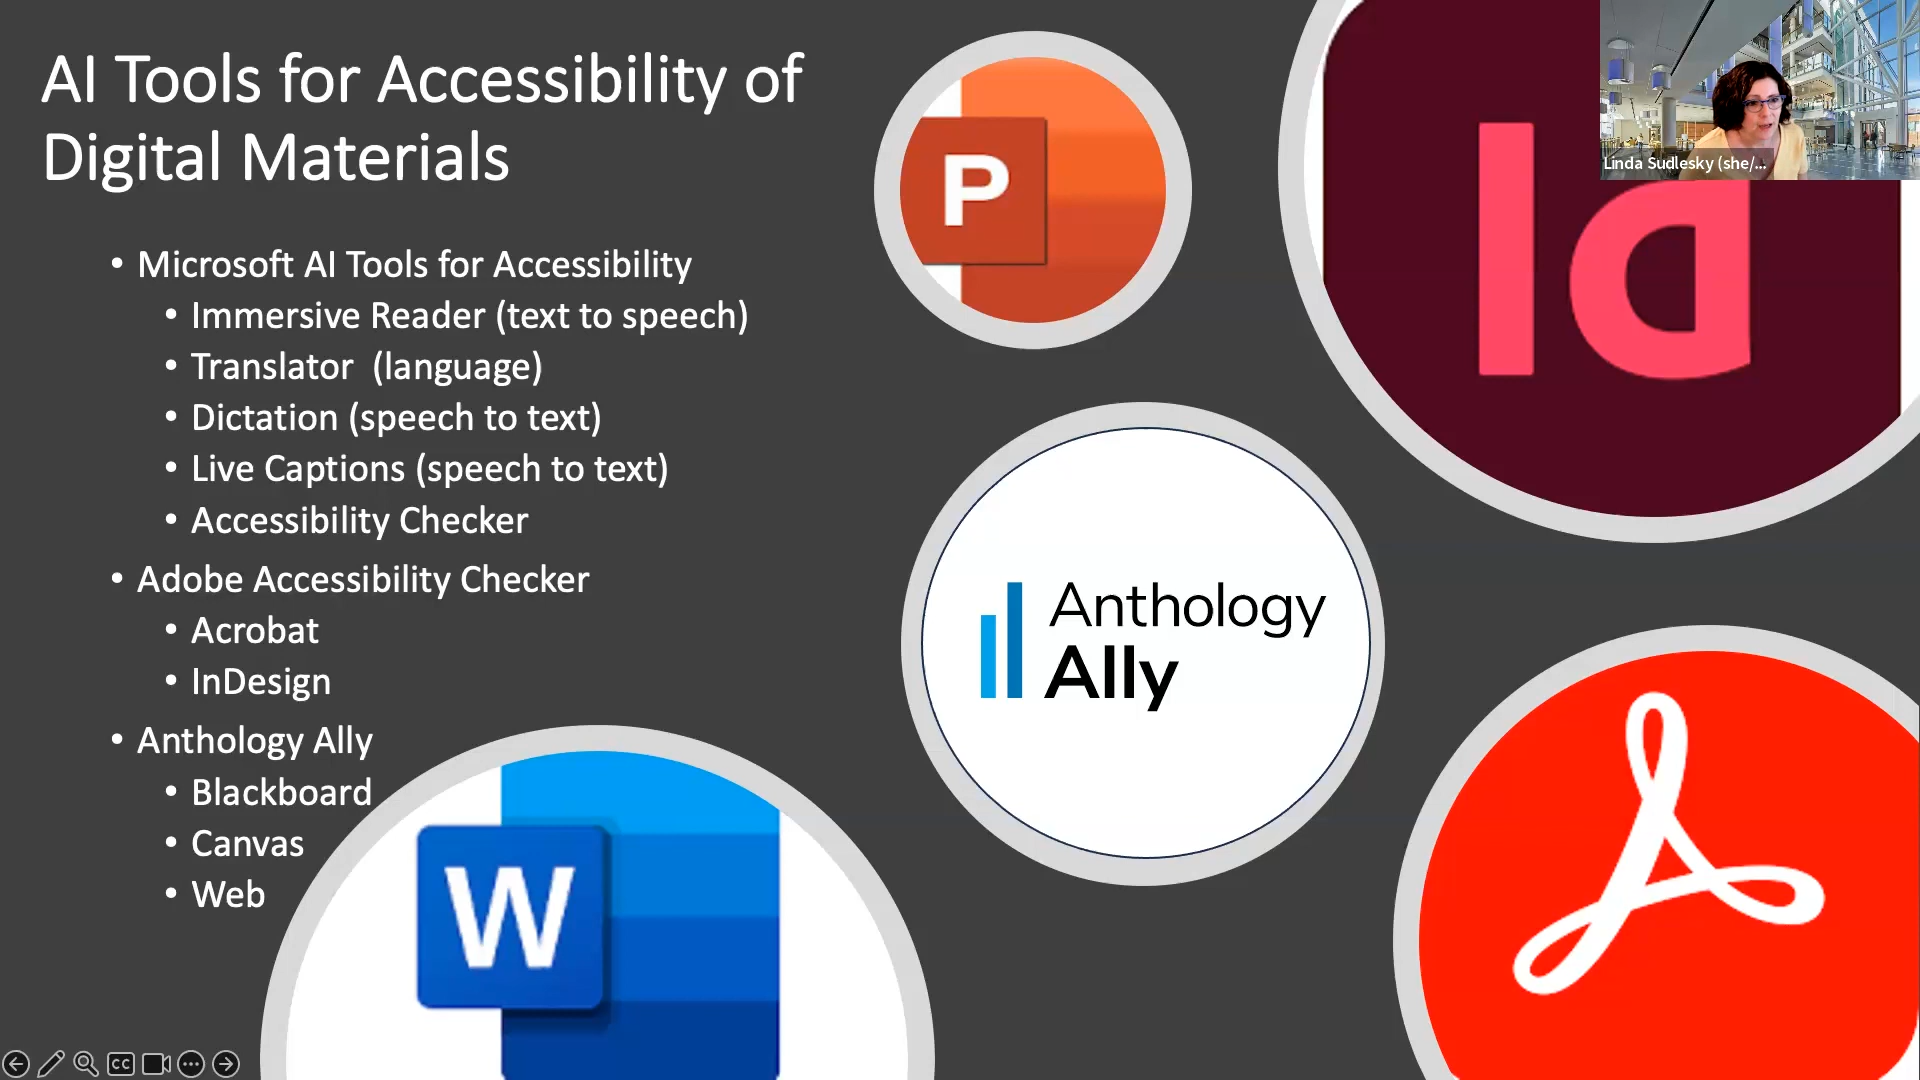 AI Tools for Accessibility of
Digital Materials
• Microsoft AI Tools for Accessibility
• Immersive Reader (text to speech)
• Translator (language)
• Dictation (speech to text)
• Live Captions (speech to text)
• Accessibility Checker
• Adobe Accessibility Checker
• Acrobat
• InDesign
• Anthology Ally
• Blackboard
• Canvas
• Web
P
Id
Linda Sudlesky (she/...
Anthology
Ally
W
CC